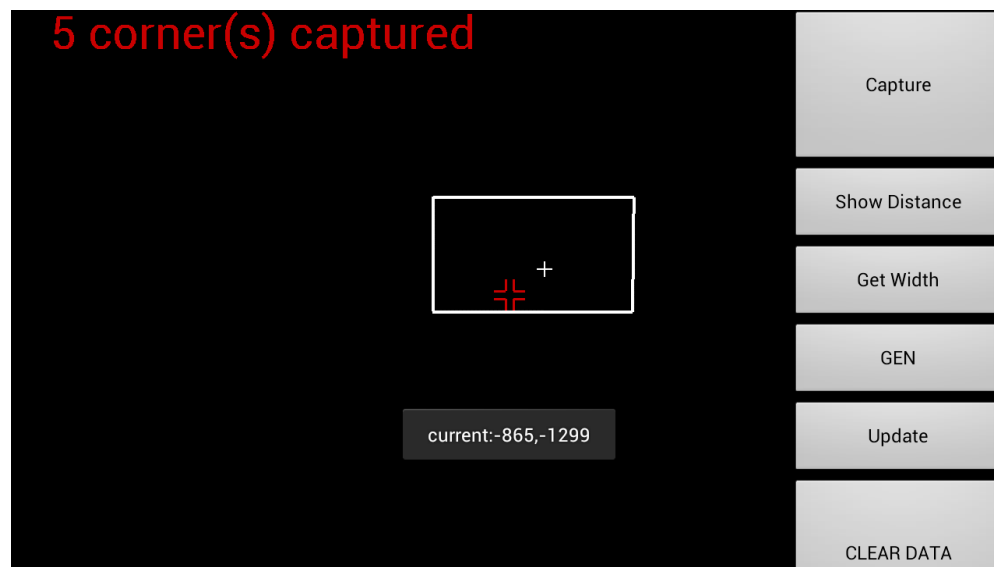 5 corner(s) captured
Capture
Show Distance
Get Width
GEN
current:-865,-1299
Update
CLEAR DATA